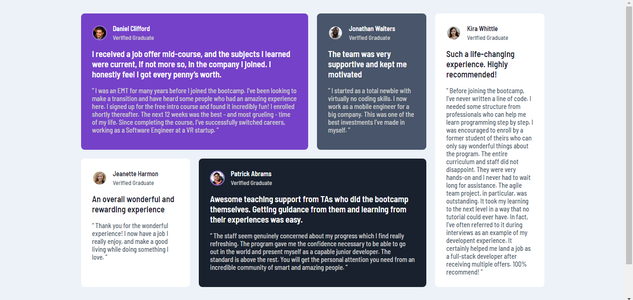 Daniel Clifford
Verified Graduate
I received a job offer mid-course, and the subjects I learned
were current, if not more so, in the company I joined. I
honestly feel I got every penny's worth.
" I was an EMT for many years before I joined the bootcamp. I've been looking to
make a transition and have heard some people who had an amazing experience
here. I signed up for the free intro course and found it incredibly fun! I enrolled
shortly thereafter. The next 12 weeks was the best - and most grueling - time
of my life. Since completing the course, I've successfully switched careers,
working as a Software Engineer at a VR startup. "
Jonathan Walters
Verified Graduate
The team was very
supportive and kept me
motivated
" I started as a total newbie with
virtually no coding skills. I now
work as a mobile engineer for a
big company. This was one of the
best investments I've made in
myself. "
Kira Whittle
Verified Graduate
Such a life-changing
experience. Highly
recommended!
" Before joining the bootcamp,
I've never written a line of code. I
needed some structure from
professionals who can help me
learn programming step by step. I
was encouraged to enroll by a
former student of theirs who can
only say wonderful things about
the program. The entire
curriculum and staff did not
disappoint. They were very
hands-on and I never had to wait
long for assistance. The agile
team project, in particular, was
outstanding. It took my learning
to the next level in a way that no
tutorial could ever have. In fact,
I've often referred to it during
interviews as an example of my
developent experience. It
certainly helped me land a job as
a full-stack developer after
receiving multiple offers. 100%
recommend! "
Jeanette Harmon
Verified Graduate
An overall wonderful and
rewarding experience
" Thank you for the wonderful
experience! I now have a job I
really enjoy, and make a good
living while doing something I
love. "
Patrick Abrams
Verified Graduate
Awesome teaching support from TAs who did the bootcamp
themselves. Getting guidance from them and learning from
their experiences was easy.
" The staff seem genuinely concerned about my progress which I find really
refreshing. The program gave me the confidence necessary to be able to go
out in the world and present myself as a capable junior developer. The
standard is above the rest. You will get the personal attention you need from an
incredible community of smart and amazing people. "